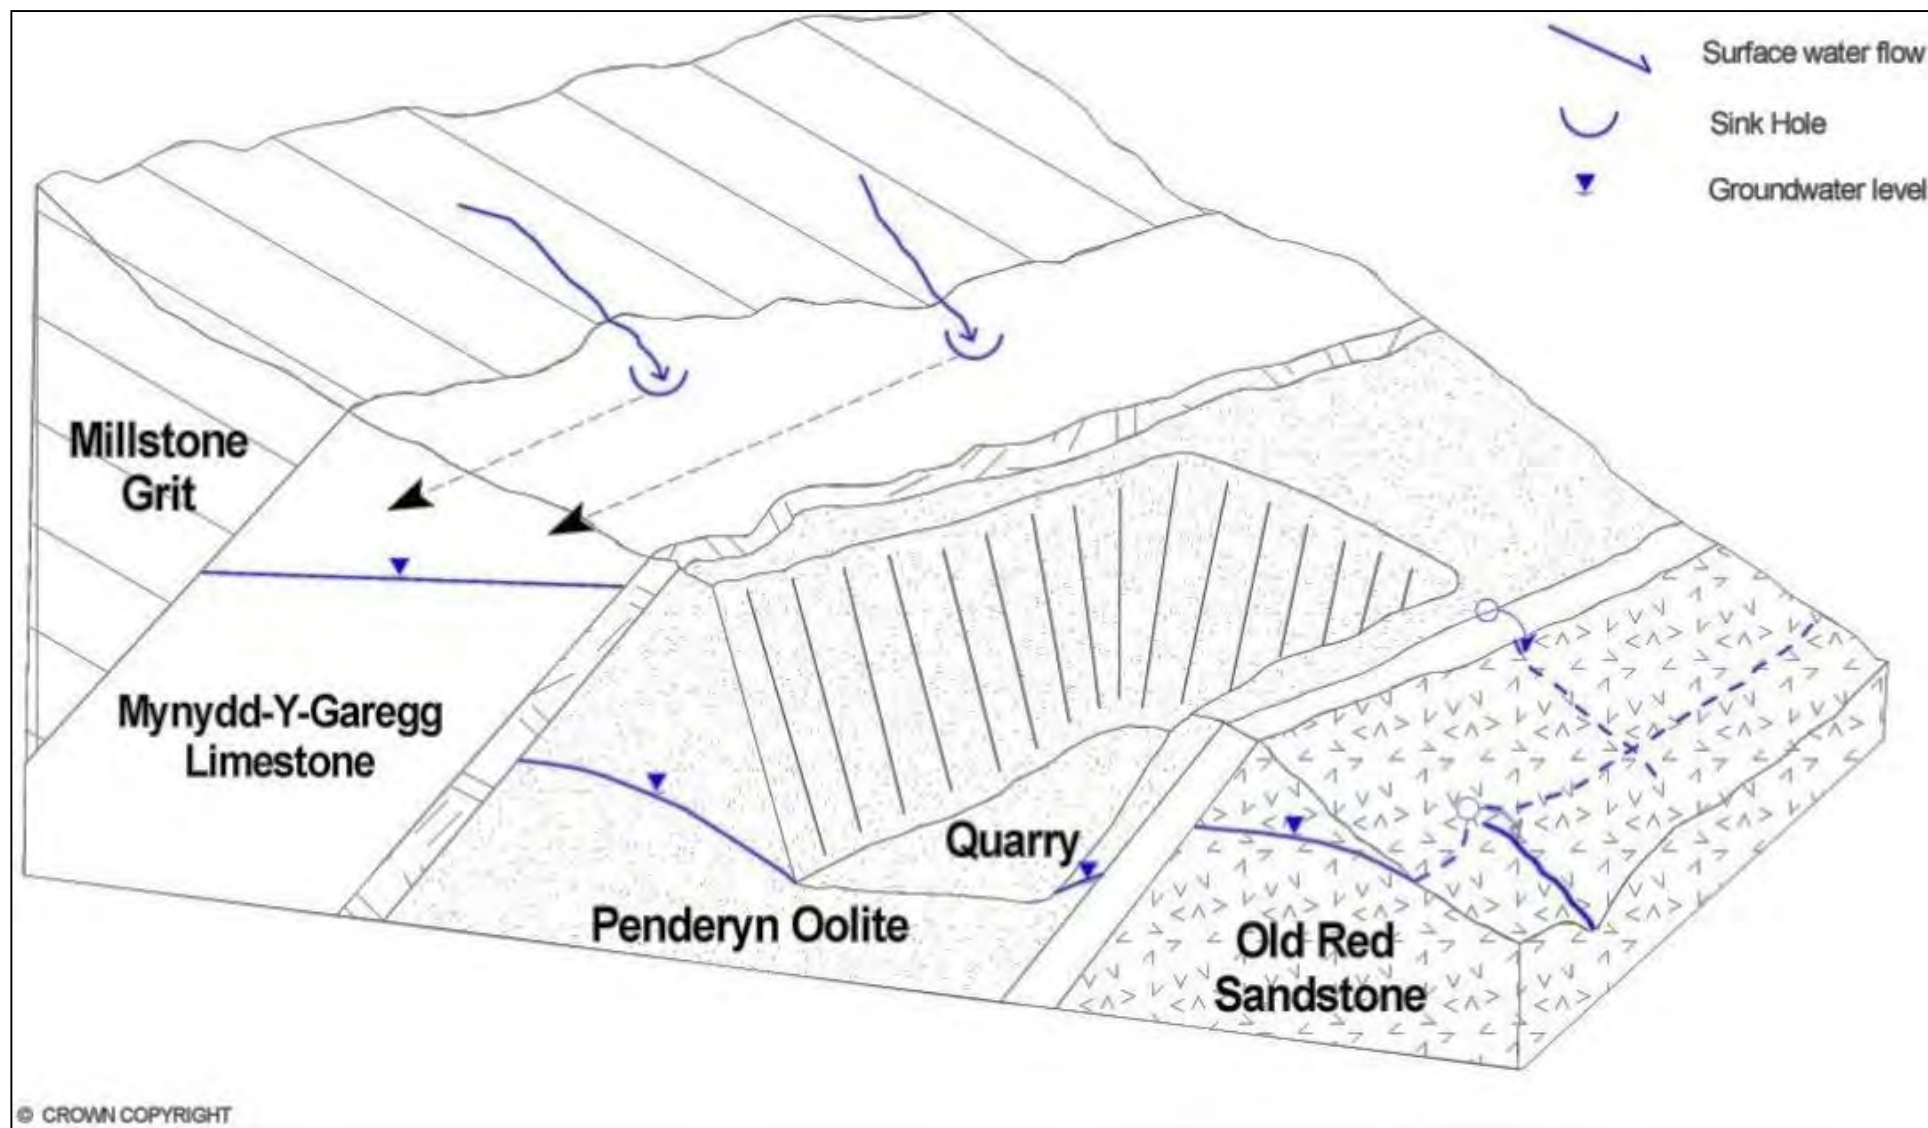 Surface water flow
Sink Hole
Groundwater level
Millstone
Grit
Mynydd-Y-Garegg
Limestone
Quarry
Penderyn Oolite
Old Red
Sandstone
© CROWN COPYRIGHT